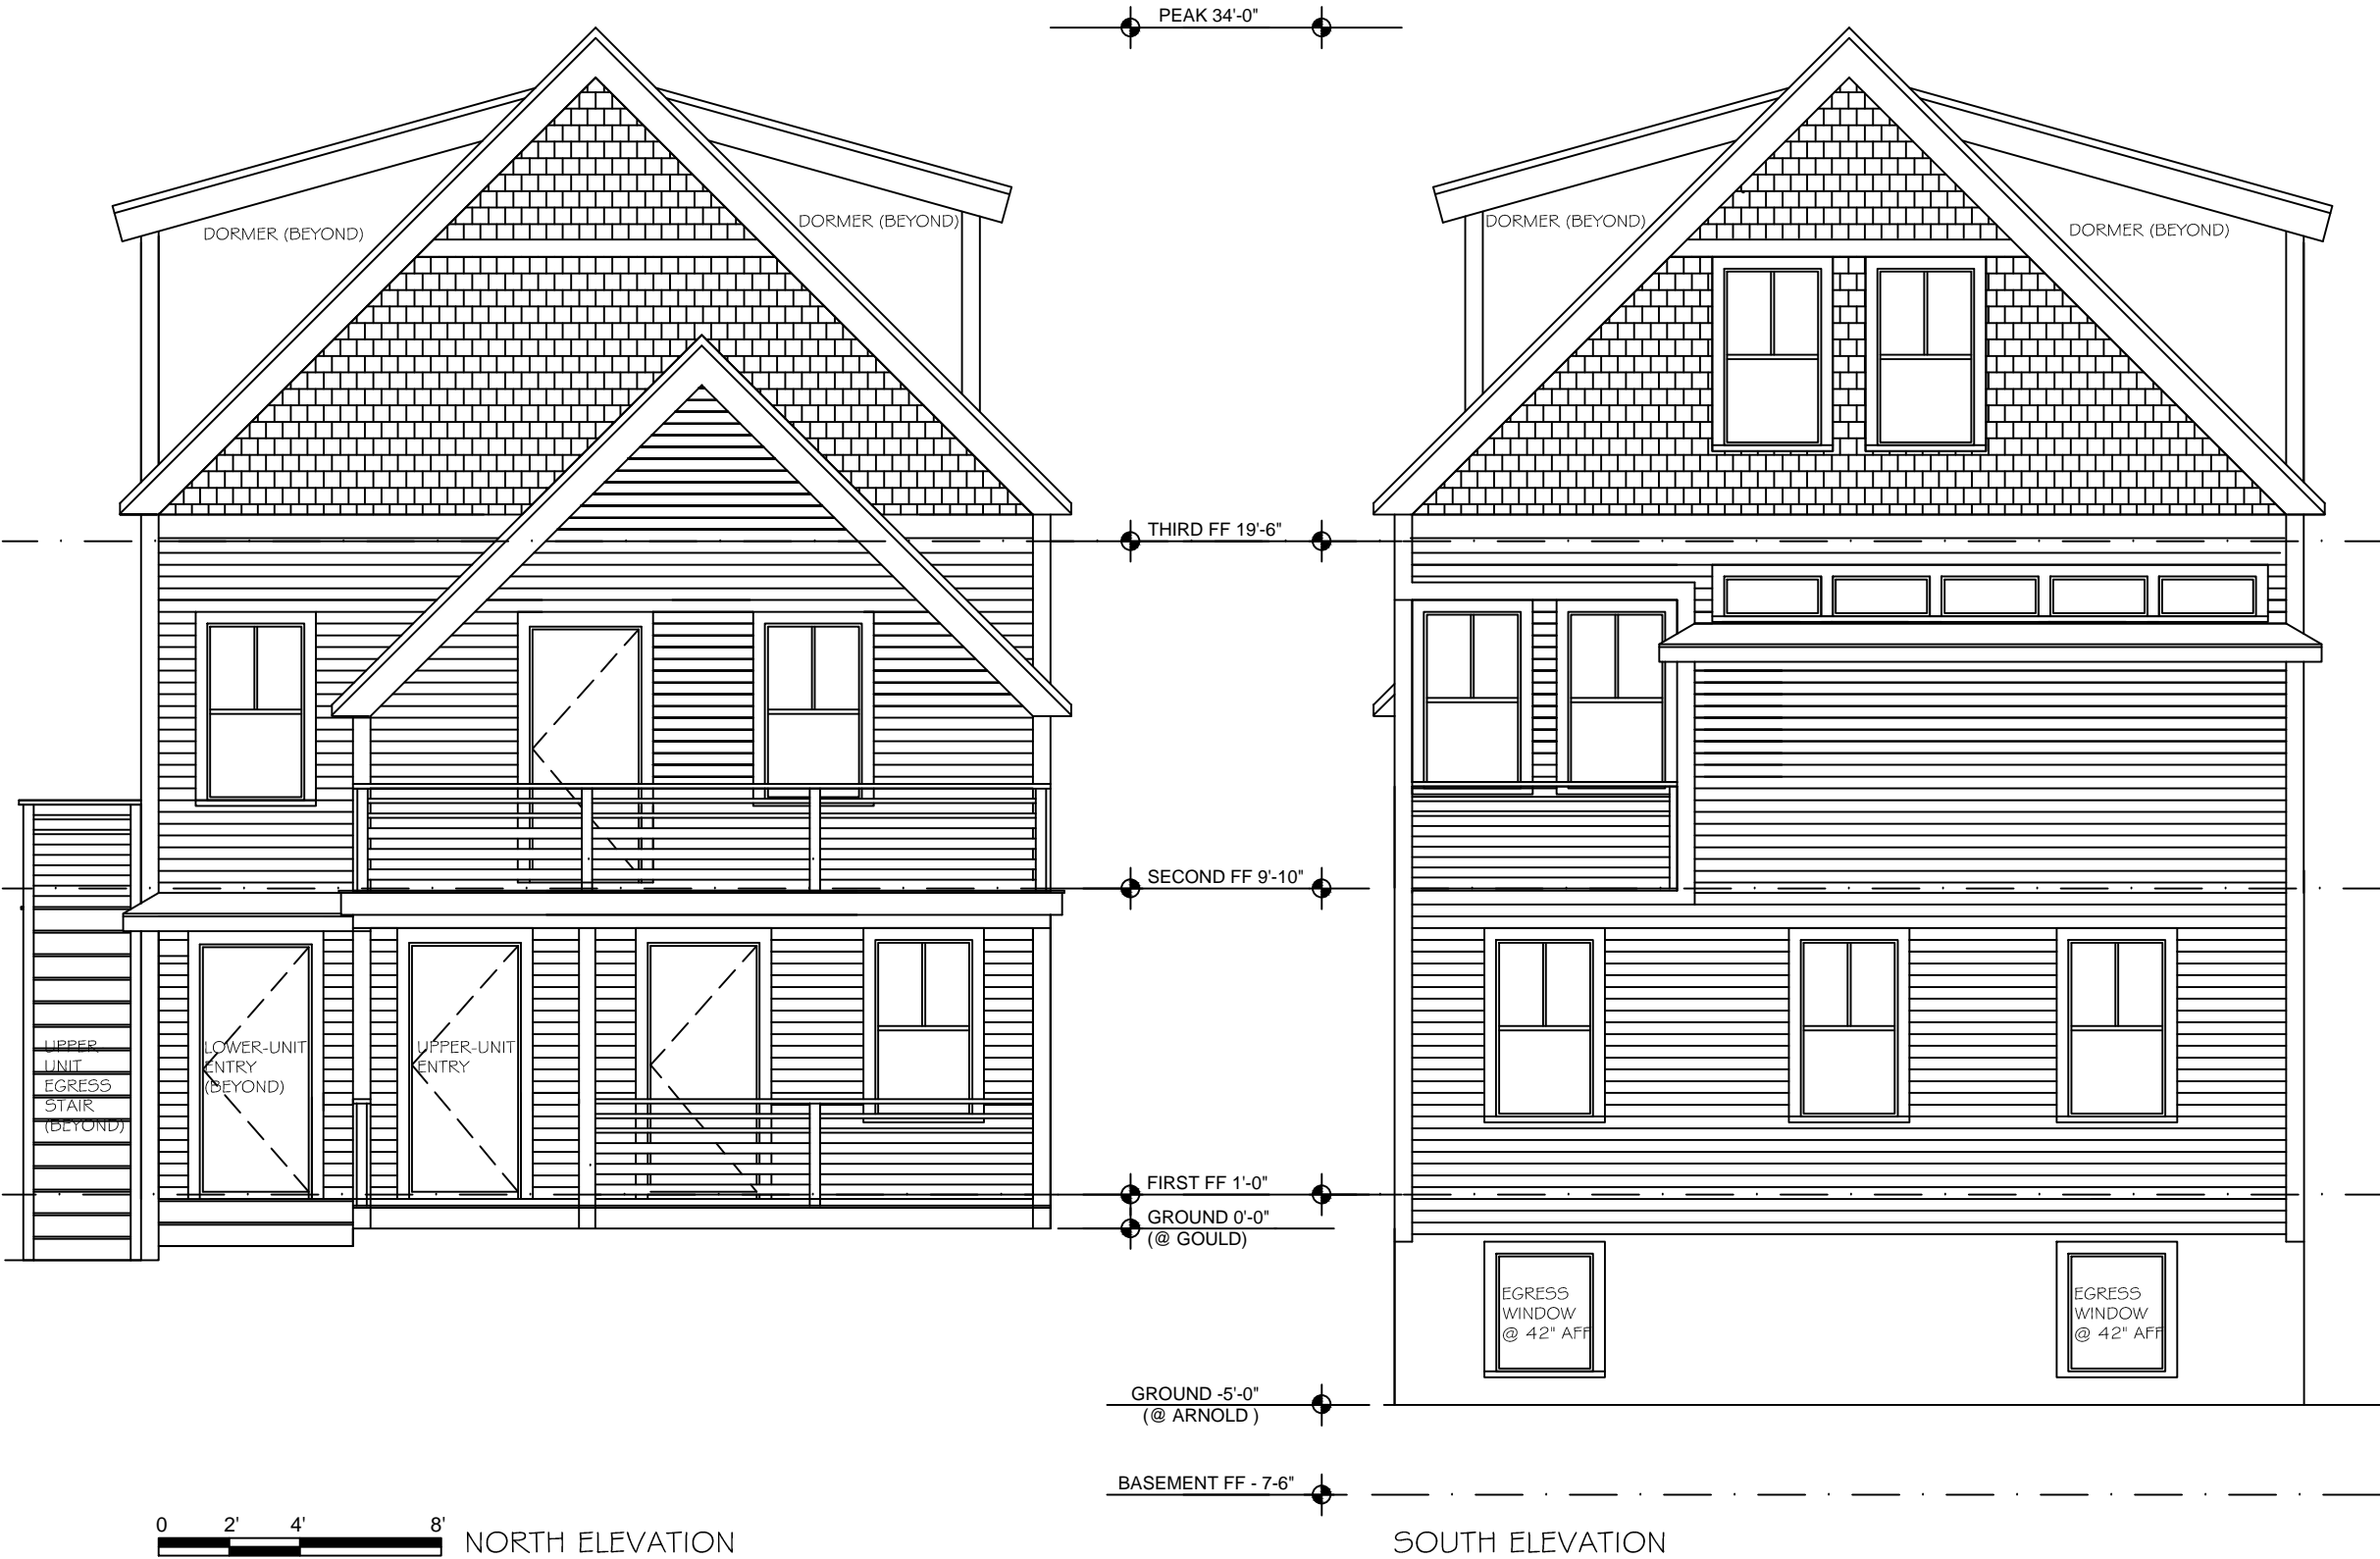 PEAK 34'-0"
DORMER (BEYOND)
DORMER (BEYOND)
DORMER (BEYOND)
DORMER (BEYOND)
THIRD FF 19'-6"
SECOND FF 9'-10"
UPPER-
UNIT
EGRESS
STAIR
(BEYOND)
LOWER-UNIT
ENTRY
(BEYOND)
UPPER-UNIT
ENTRY
FIRST FF 1'-0"
GROUND 0'-0"
(@ GOULD)
EGRESS
WINDOW
@ 42" AFF
EGRESS
WINDOW
@ 42" AFF
GROUND -5'-0"
(@ ARNOLD )
BASEMENT FF - 7-6"
0 2' 4' 8'
NORTH ELEVATION
SOUTH ELEVATION